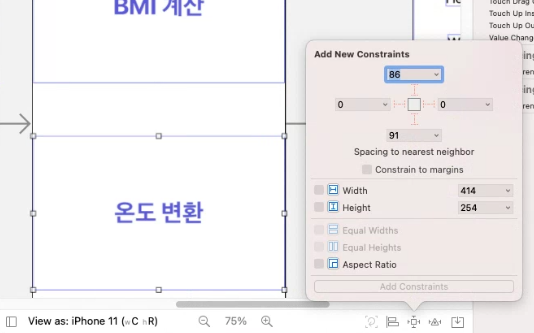 BMI 계산
Touch Up Ins
Touch Up Ou
Value Chang
Add New Constraints
86
0
0
91
Spacing to nearest neighbor
Constrain to margins
Width
414
Height
254
Equal Widths
Equal Heights
Aspect Ratio
Add Constraints
온도 변환
View as: iPhone 11 (wC hR)
75%